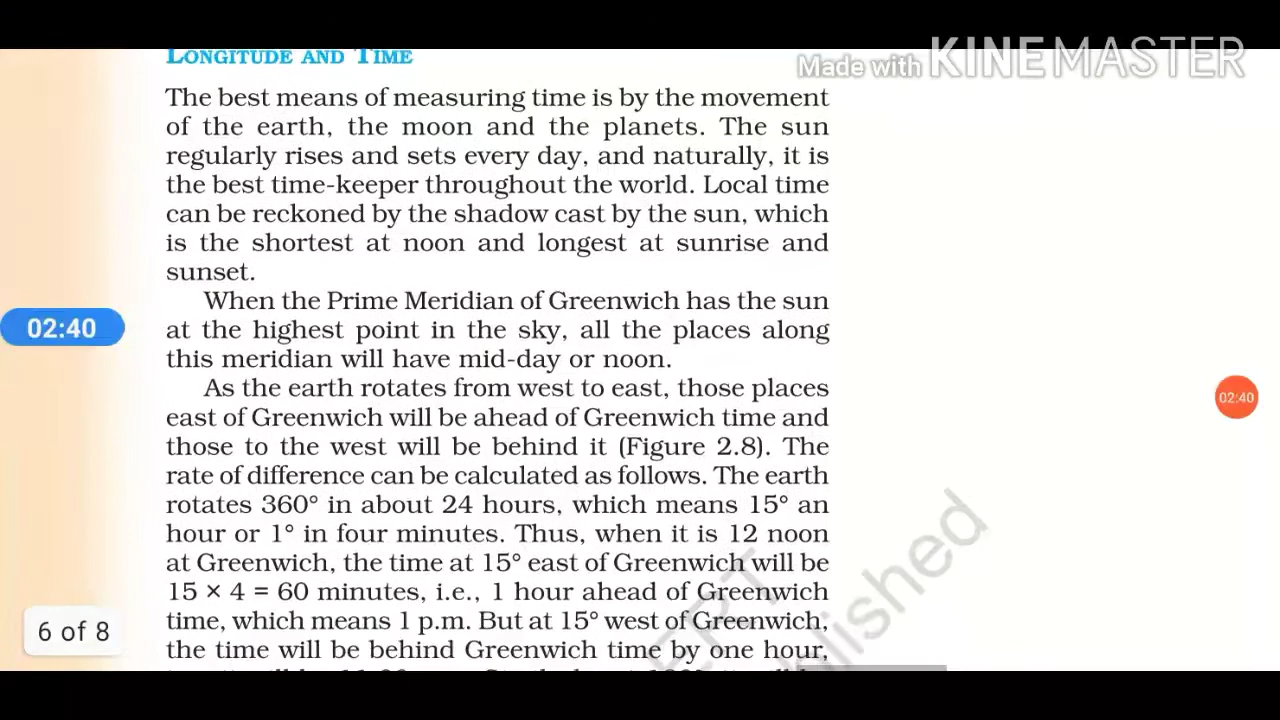 LONGITUDE AND TIME
Made with KINEMASTER
The best means of measuring time is by the movement
of the earth, the moon and the planets. The sun
regularly rises and sets every day, and naturally, it is
the best time-keeper throughout the world. Local time
can be reckoned by the shadow cast by the sun, which
is the shortest at noon and longest at sunrise and
sunset.
When the Prime Meridian of Greenwich has the sun
at the highest point in the sky, all the places along
this meridian will have mid-day or noon.
As the earth rotates from west to east, those places
east of Greenwich will be ahead of Greenwich time and
those to the west will be behind it (Figure 2.8). The
rate of difference can be calculated as follows. The earth
rotates 360° in about 24 hours, which means 15° an
hour or 1° in four minutes. Thus, when it is 12 noon
at Greenwich, the time at 15° east of Greenwich will be
15 × 4 = 60 minutes, i.e., 1 hour ahead of Greenwich
time, which means 1 p.m. But at 15° west of Greenwich,
the time will be behind Greenwich time by one hour,
02:40
02:40
6 of 8